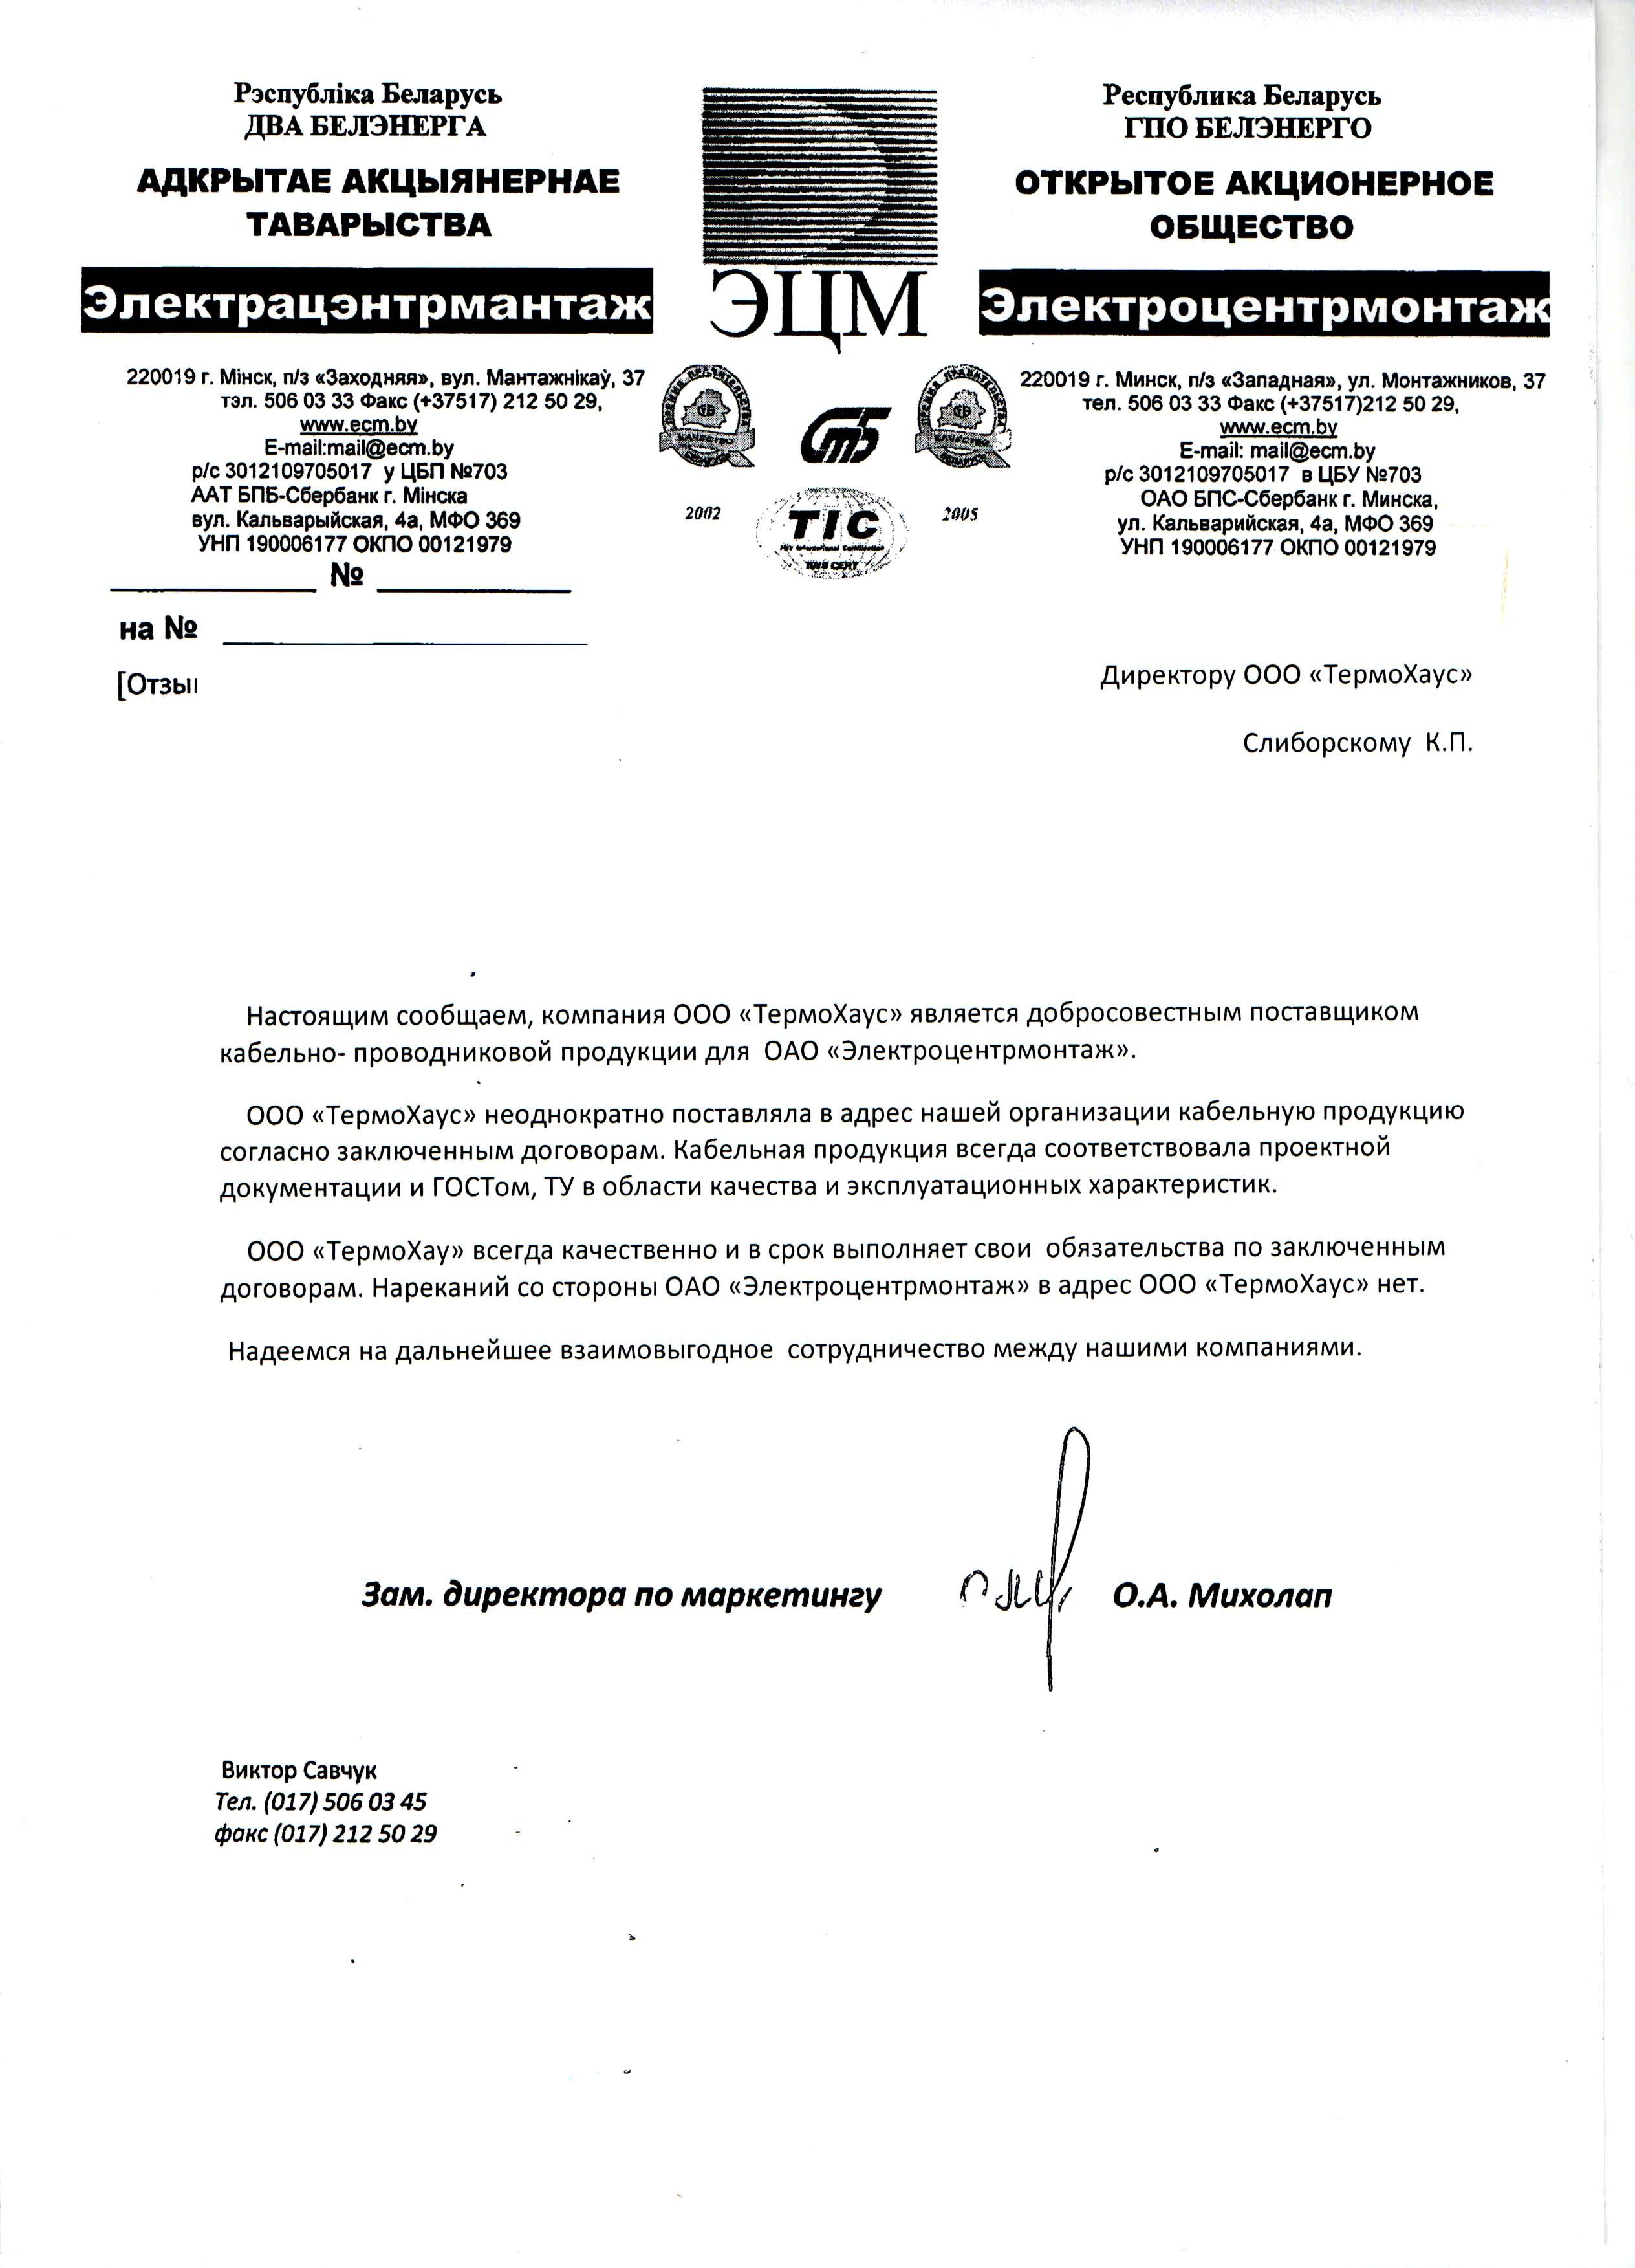 Рэспубліка Беларусь
ДВА БЕЛЭНЕРГА
АДКРЫТАЕ АКЦЫЯНЕРНАЕ
ТАВАРЫСТВА
Электрацэнтрмантаж
220019 г. Мінск, п/з «Заходняя», вул. Мантажнікаў, 37
тэл. 506 03 33 Факс (+37517) 212 50 29,
www.ecm.by
E-mail:mail@ecm.by
р/с 3012109705017 у ЦБП №703
ААТ БПБ-Сбербанк г. Мінска
вул. Кальварыйская, 4а, МФО 369
УНП 190006177 ОКПО 00121979
№
на №
[Отзы
ЭЦМ
КАЧЕСТВО
СТБ
КАЧЕСТВО
2002
TIC
TUV CERT
2005
Республика Беларусь
ГПО БЕЛЭНЕРГО
ОТКРЫТОЕ АКЦИОНЕРНОЕ
ОБЩЕСТВО
Электроцентрмонтаж
220019 г. Минск, п/з «Западная», ул. Монтажников, 37
тел. 506 03 33 Факс (+37517)212 50 29,
www.ecm.by
E-mail: mail@ecm.by
р/с 3012109705017 в ЦБУ №703
ОАО БПС-Сбербанк г. Минска,
ул. Кальварийская, 4а, МФО 369
УНП 190006177 ОКПО 00121979
Директору ООО «ТермоХаус»
Слиборскому К.П.
Настоящим сообщаем, компания ООО «ТермоХаус» является добросовестным поставщиком
кабельно- проводниковой продукции для ОАО «Электроцентрмонтаж».
ООО «ТермоХаус» неоднократно поставляла в адрес нашей организации кабельную продукцию
согласно заключенным договорам. Кабельная продукция всегда соответствовала проектной
документации и ГОСТом, ТУ в области качества и эксплуатационных характеристик.
ООО «ТермоХау» всегда качественно и в срок выполняет свои обязательства по заключенным
договорам. Нареканий со стороны ОАО «Электроцентрмонтаж» в адрес ООО «ТермоХаус» нет.
Надеемся на дальнейшее взаимовыгодное сотрудничество между нашими компаниями.
Зам. директора по маркетингу О.А. Михолап
Виктор Савчук
Тел. (017) 506 03 45
факс (017) 212 50 29